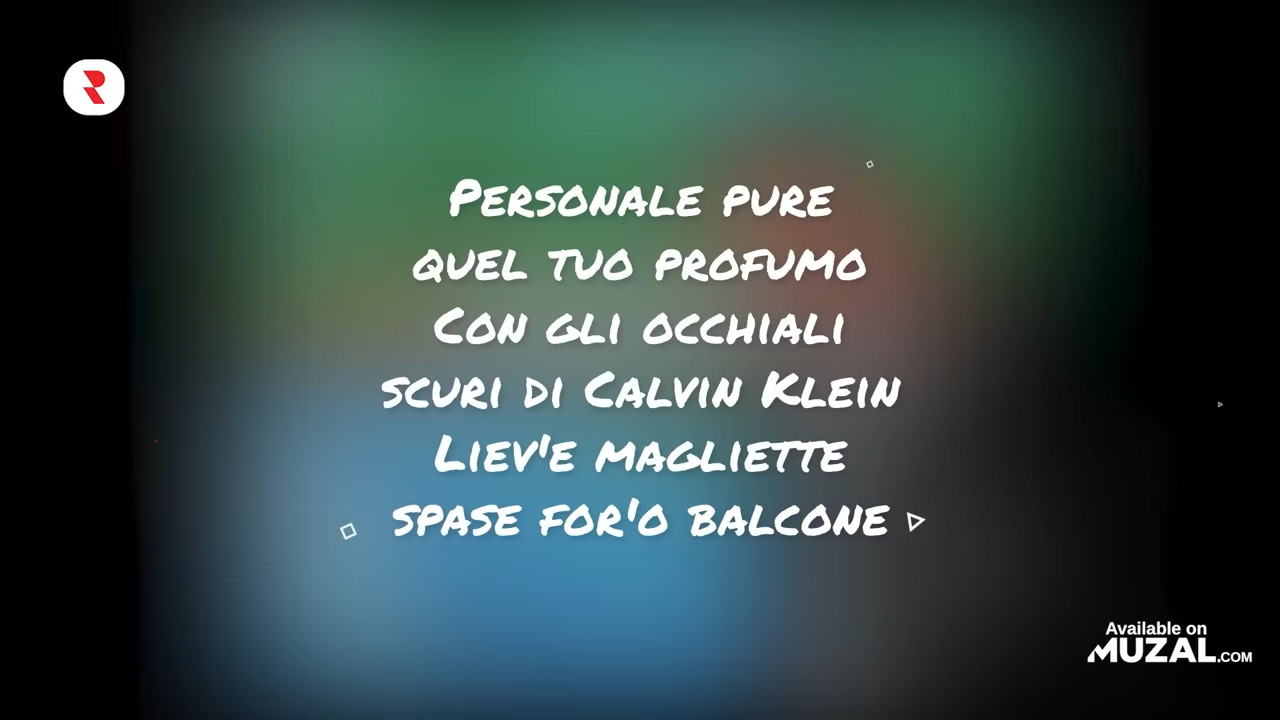 Personale pure
quel tuo profumo
Con gli occhiali
scuri di Calvin Klein
Liev'e magliette
spase for'o balcone
Available on
MUZAL.COM